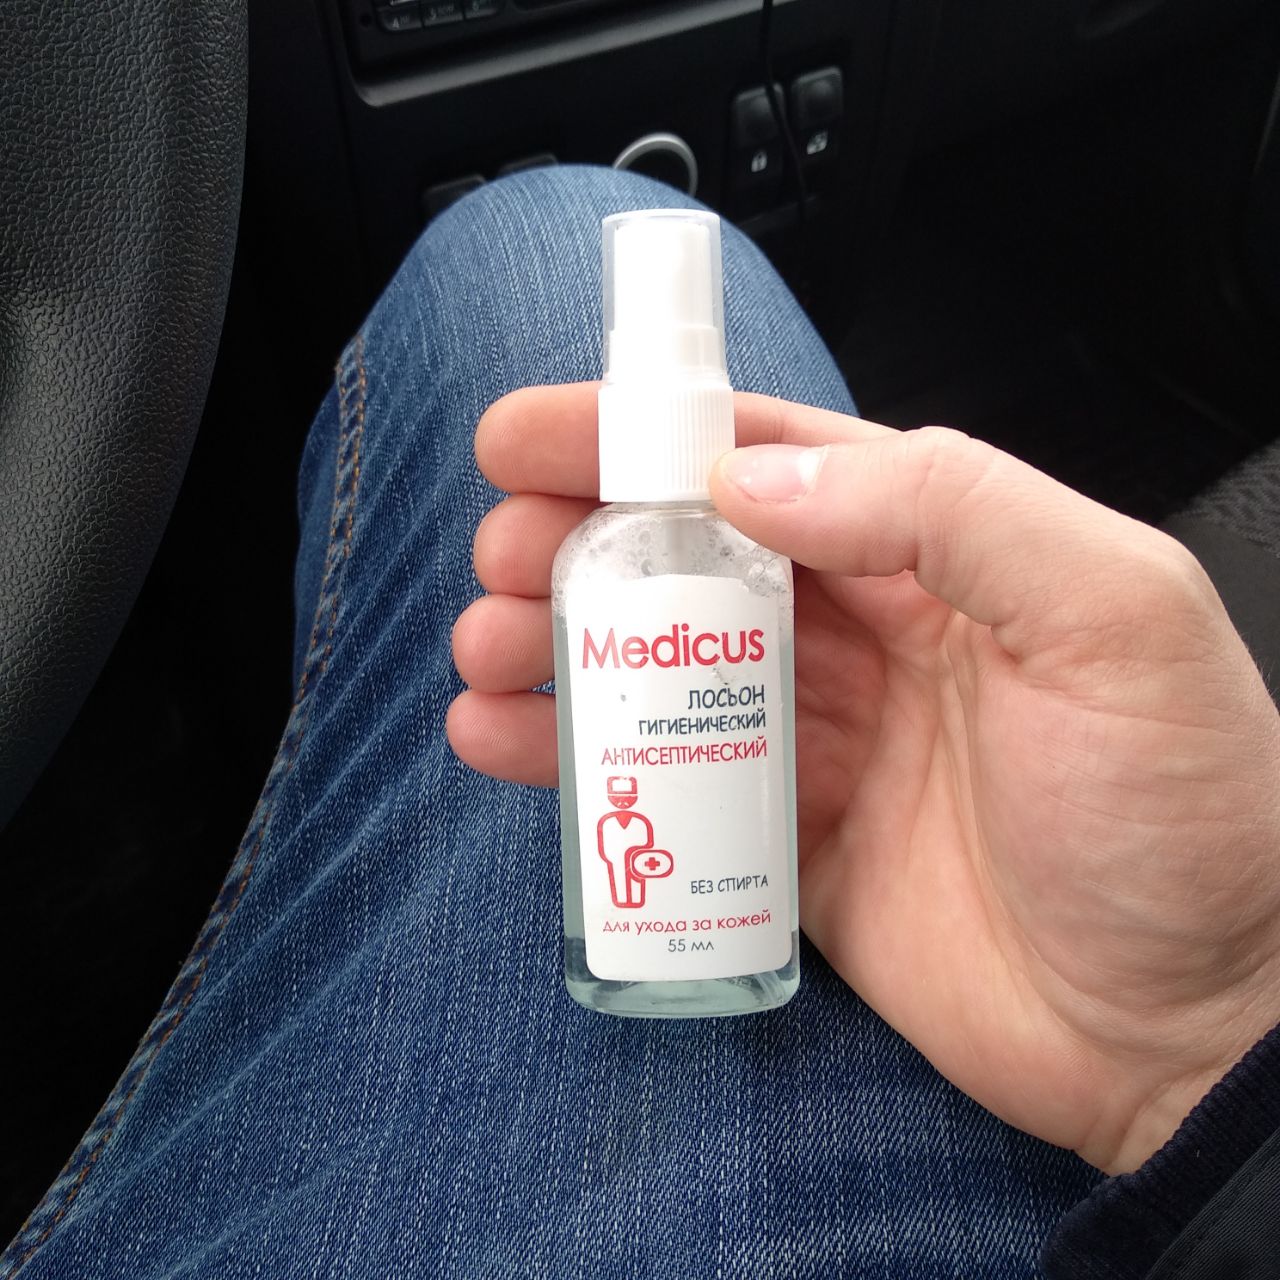 Medicus
ЛОСЬОН
ГИГИЕНИЧЕСКИЙ
АНТИСЕПТИЧЕСКИЙ
БЕЗ СПИРТА
для ухода за кожей
55 мл